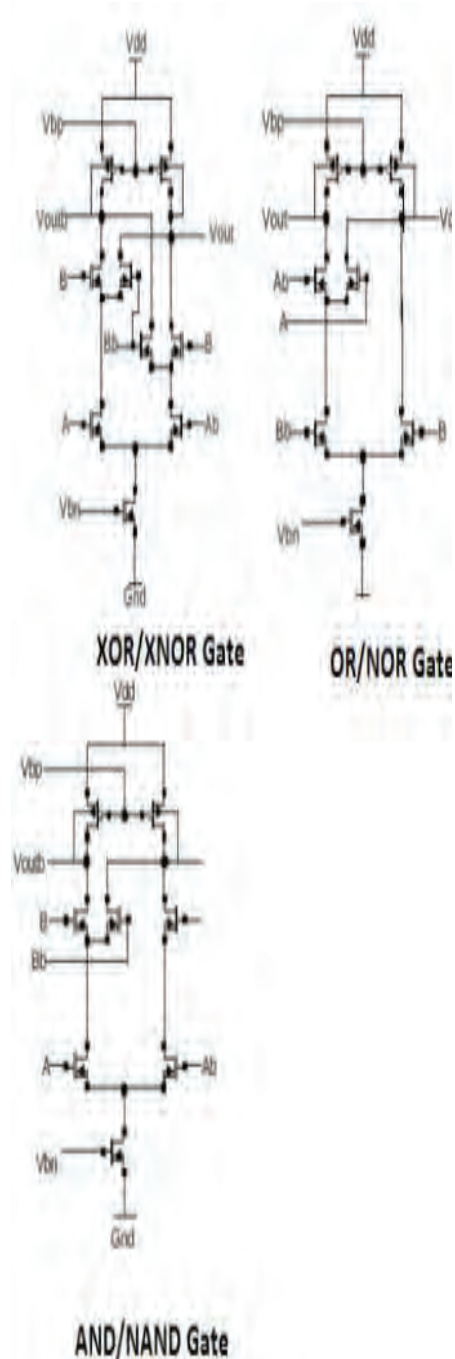 Vdd
Vbp
Voutb
Vout
B
Bb
B
A
Ab
Vbn
Gnd
XOR/XNOR Gate
Vdd
Vbp
Vout
Ab
A
Bb
B
Vbn
OR/NOR Gate
Vdd
Vbp
Voutb
B
Bb
A
Ab
Vbn
Gnd
AND/NAND Gate